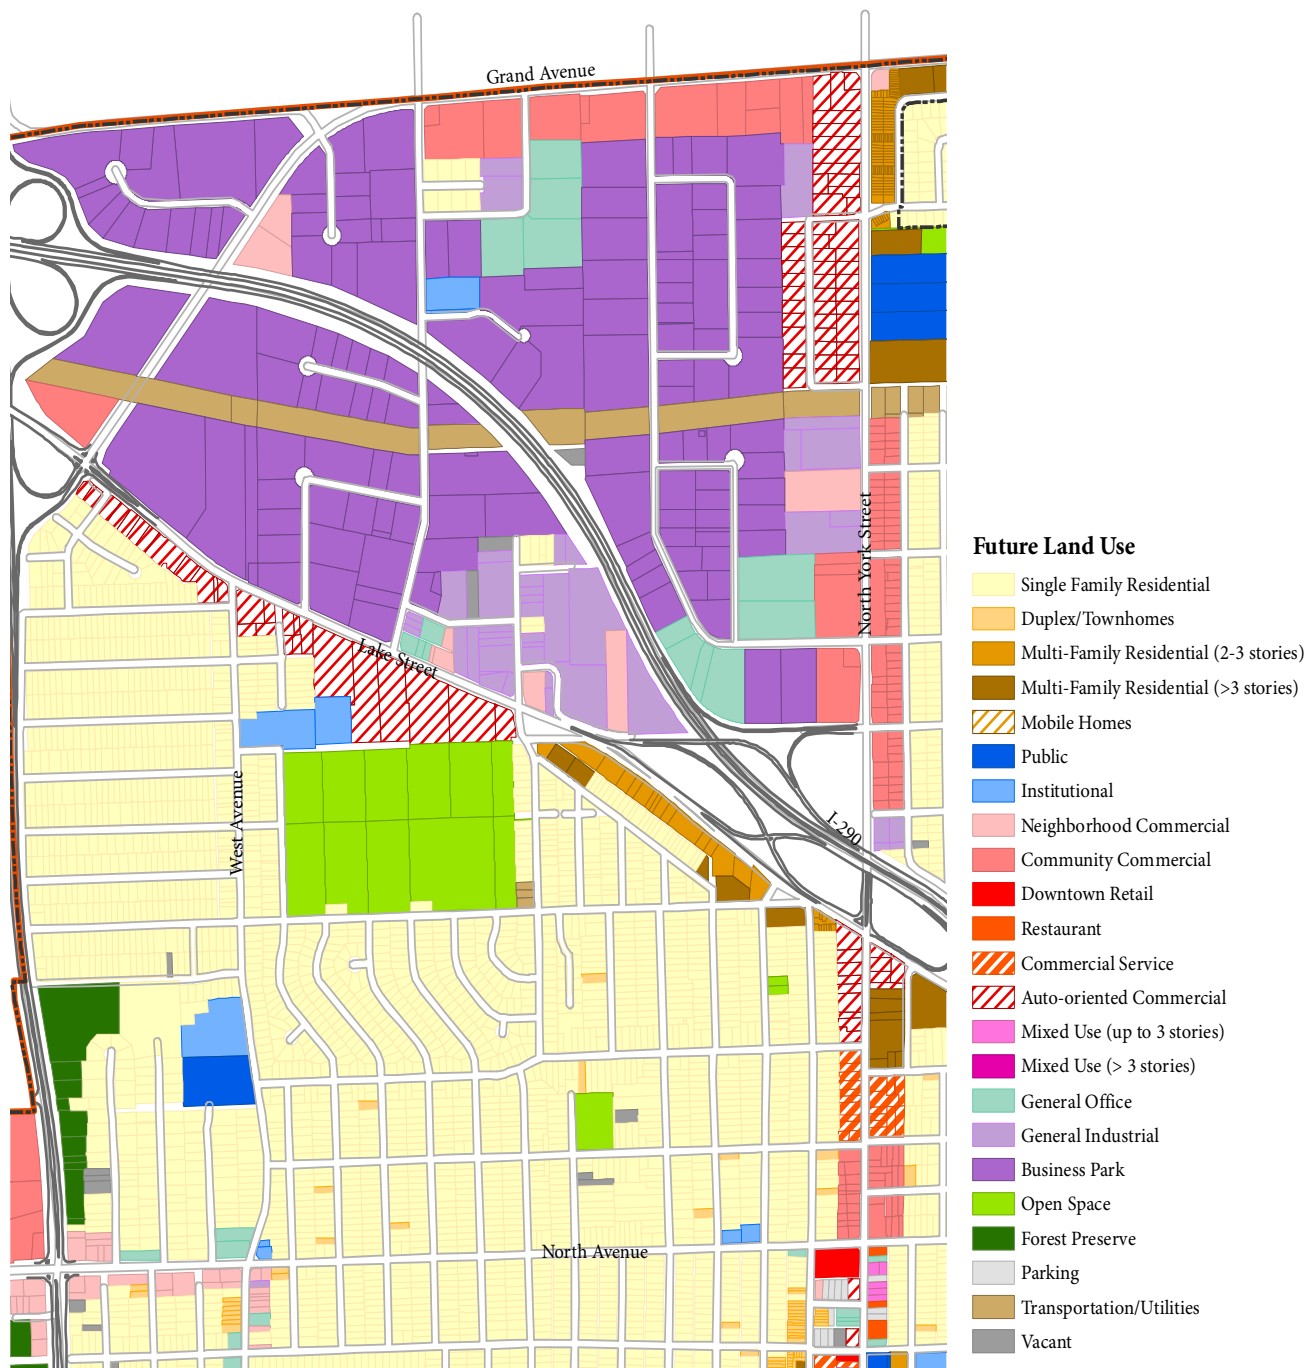 Grand Avenue
North York Street
Future Land Use
Single Family Residential
Duplex/Townhomes
Multi-Family Residential (2-3 stories)
Lake Street
Multi-Family Residential (>3 stories)
Mobile Homes
Public
Institutional
West Avenue
I-290
Neighborhood Commercial
Community Commercial
Downtown Retail
Restaurant
Commercial Service
Auto-oriented Commercial
Mixed Use (up to 3 stories)
Mixed Use (> 3 stories)
General Office
General Industrial
Business Park
Open Space
Forest Preserve
North Avenue
Parking
Transportation/Utilities
Vacant